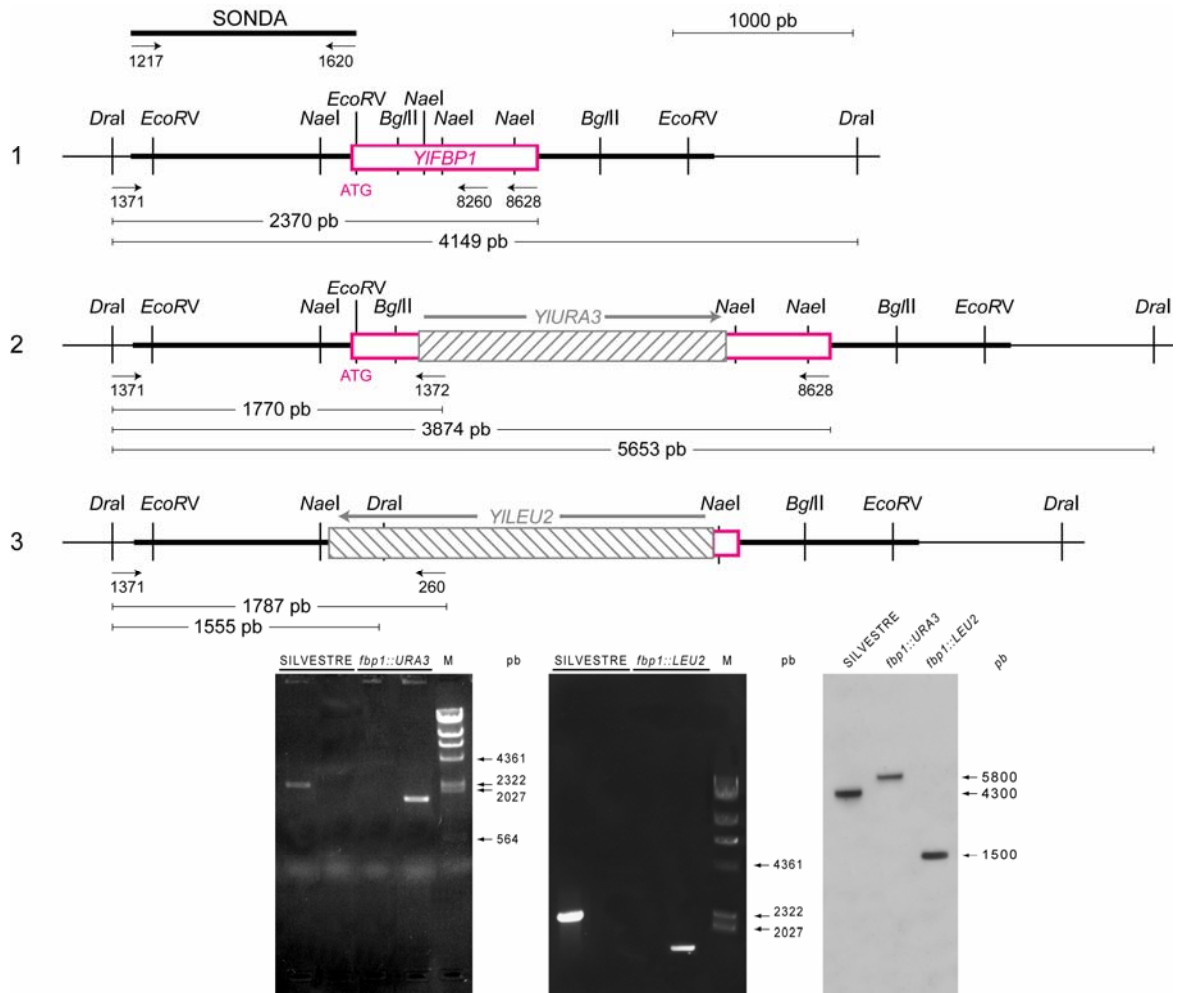 SONDA
1000 pb
1217 1620
EcoRV NaeI
DraI EcoRV NaeI BglII NaeI NaeI BglII EcoRV DraI
1 YlFBP1
ATG
1371 8260 8628
2370 pb
4149 pb
EcoRV
DraI EcoRV NaeI BglII NaeI NaeI BglII EcoRV DraI
YlURA3
2
ATG
1371 1372 8628
1770 pb
3874 pb
5653 pb
DraI EcoRV NaeI DraI NaeI BglII EcoRV DraI
YlLEU2
3
1371 260
1787 pb
1555 pb
SILVESTRE fbp1::URA3 M pb
4361
2322
2027
564
SILVESTRE fbp1::LEU2 M pb
4361
2322
2027
SILVESTRE fbp1::URA3 fbp1::LEU2 pb
5800
4300
1500